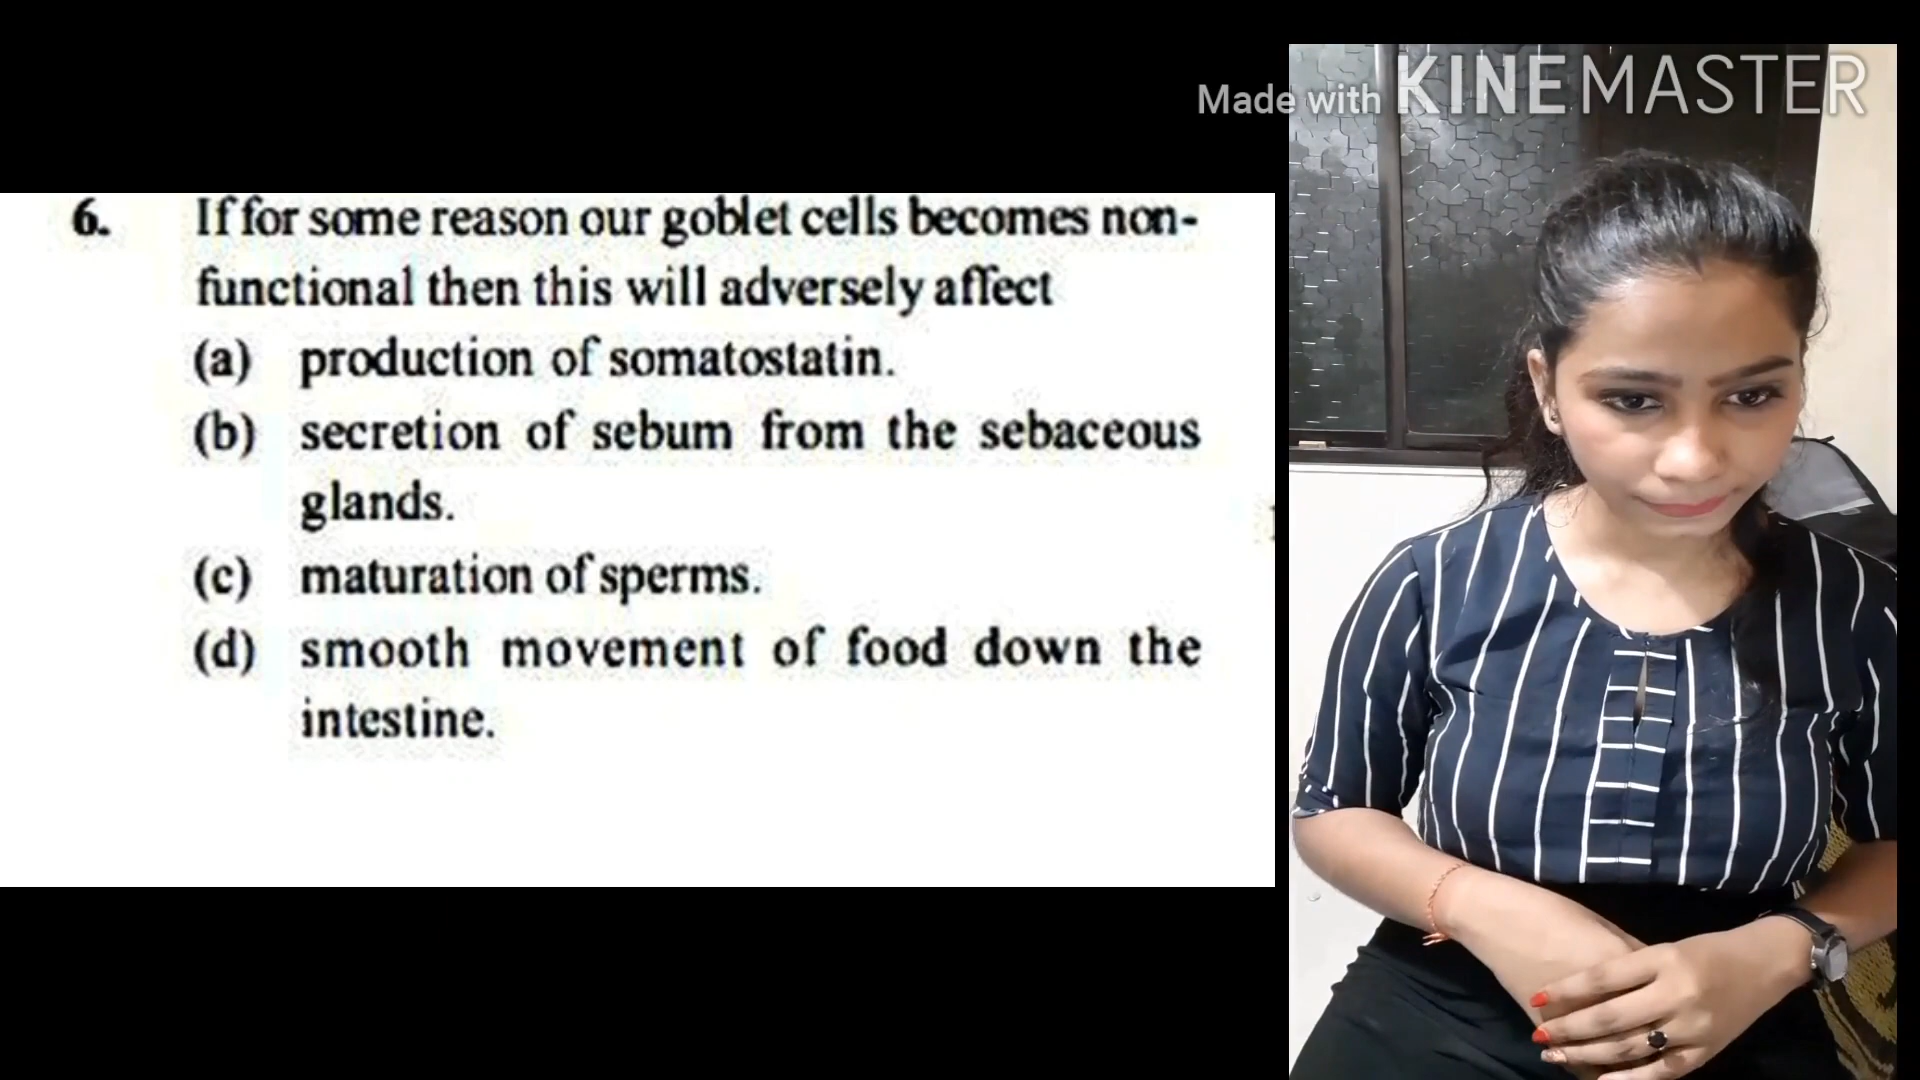 Made with KINEMASTER
6. If for some reason our goblet cells becomes non-
functional then this will adversely affect
(a) production of somatostatin.
(b) secretion of sebum from the sebaceous
glands.
(c) maturation of sperms.
(d) smooth movement of food down the
intestine.